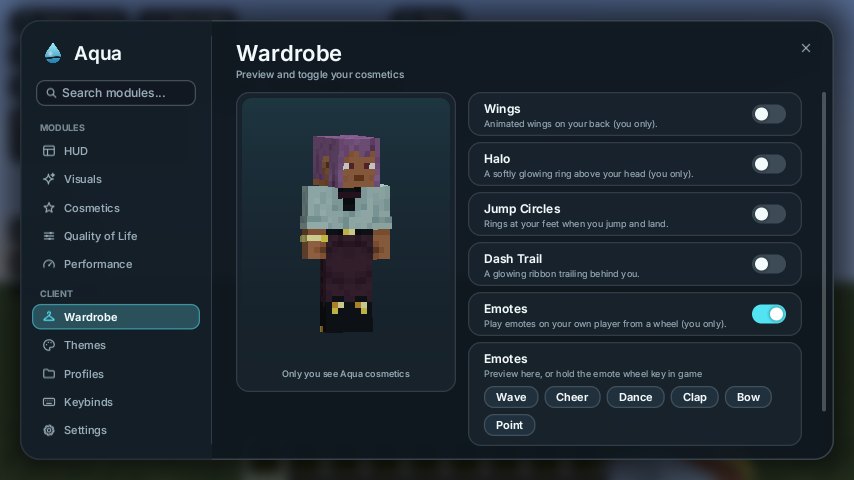 Aqua
Search modules...
MODULES
HUD
Visuals
Cosmetics
Quality of Life
Performance
CLIENT
Wardrobe
Themes
Profiles
Keybinds
Settings
Wardrobe
Preview and toggle your cosmetics
Only you see Aqua cosmetics
Wings
Animated wings on your back (you only).
Halo
A softly glowing ring above your head (you only).
Jump Circles
Rings at your feet when you jump and land.
Dash Trail
A glowing ribbon trailing behind you.
Emotes
Play emotes on your own player from a wheel (you only).
Emotes
Preview here, or hold the emote wheel key in game
Wave Cheer Dance Clap Bow
Point